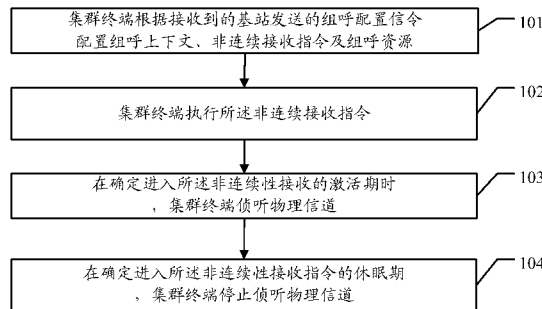 集群终端根据接收到的基站发送的组呼配置信令
配置组呼上下文、非连续接收指令及组呼资源
101
集群终端执行所述非连续接收指令
102
在确定进入所述非连续性接收的激活期时
，集群终端侦听物理信道
103
在确定进入所述非连续性接收指令的休眠期
，集群终端停止侦听物理信道
104